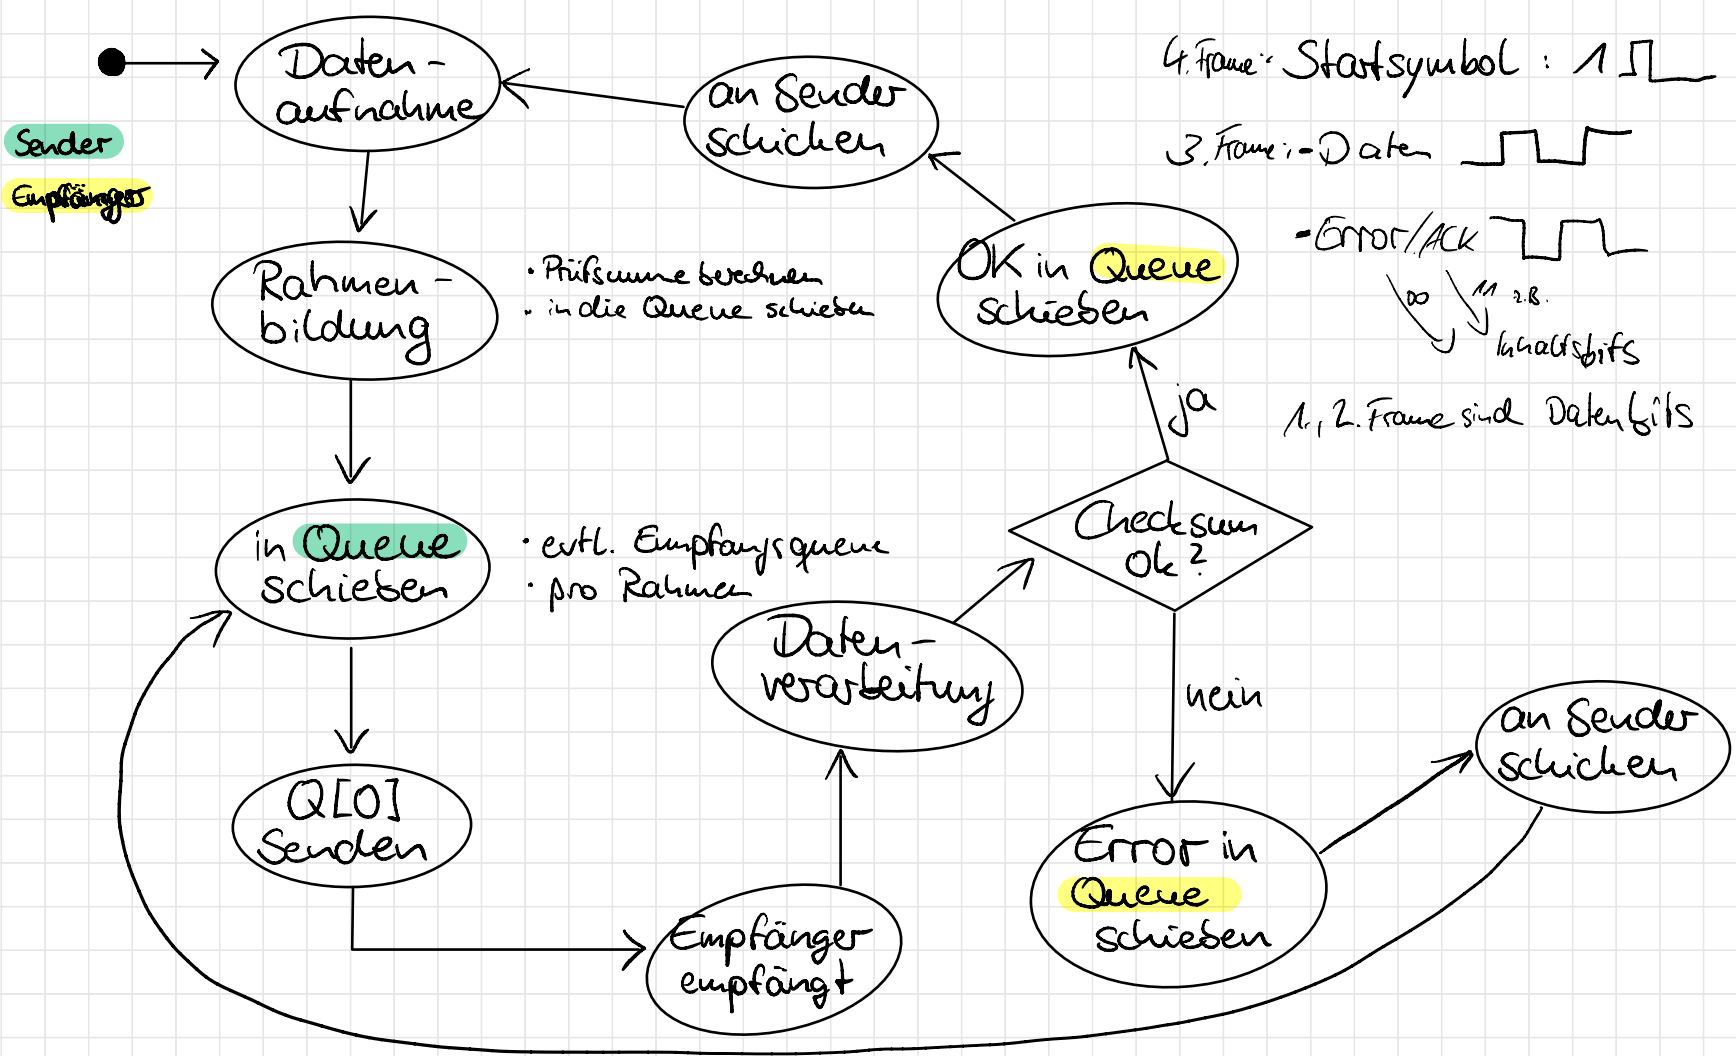 Daten-
aufnahme
an Sender
schicken
4. Frame: Startsymbol : 1
Sender
Empfänger
3. Frame: - Daten
- Error/ACK
00
11 z.B.
Inhaltsbits
1., 2. Frame sind Datenbits
Rahmen-
bildung
• Prüfsumme berechnen
• in die Queue schieben
OK in Queue
schieben
ja
Checksum
ok?
in Queue
schieben
• evtl. Empfangsqueue
• pro Rahmen
Daten-
verarbeitung
nein
an Sender
schicken
Q[0]
Senden
Error in
Queue
schieben
Empfänger
empfängt